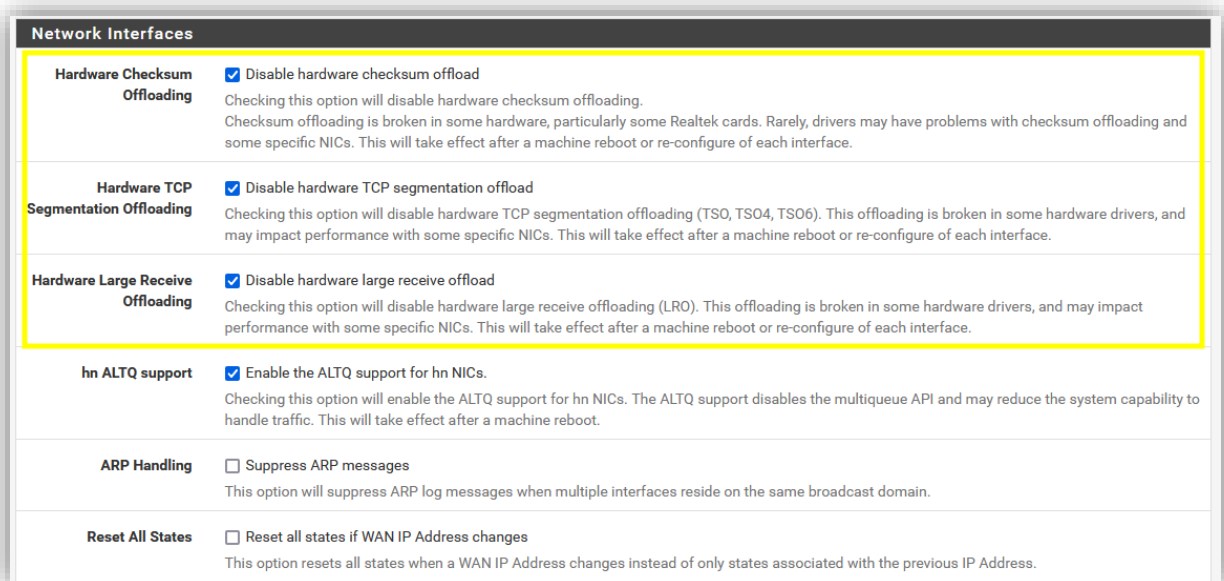 Network Interfaces
Hardware Checksum Offloading
Disable hardware checksum offload
Checking this option will disable hardware checksum offloading.
Checksum offloading is broken in some hardware, particularly some Realtek cards. Rarely, drivers may have problems with checksum offloading and
some specific NICs. This will take effect after a machine reboot or re-configure of each interface.
Hardware TCP
Segmentation Offloading
Disable hardware TCP segmentation offload
Checking this option will disable hardware TCP segmentation offloading (TSO, TSO4, TSO6). This offloading is broken in some hardware drivers, and
may impact performance with some specific NICs. This will take effect after a machine reboot or re-configure of each interface.
Hardware Large Receive
Offloading
Disable hardware large receive offload
Checking this option will disable hardware large receive offloading (LRO). This offloading is broken in some hardware drivers, and may impact
performance with some specific NICs. This will take effect after a machine reboot or re-configure of each interface.
hn ALTQ support
Enable the ALTQ support for hn NICs.
Checking this option will enable the ALTQ support for hn NICs. The ALTQ support disables the multiqueue API and may reduce the system capability to
handle traffic. This will take effect after a machine reboot.
ARP Handling
Suppress ARP messages
This option will suppress ARP log messages when multiple interfaces reside on the same broadcast domain.
Reset All States
Reset all states if WAN IP Address changes
This option resets all states when a WAN IP Address changes instead of only states associated with the previous IP Address.